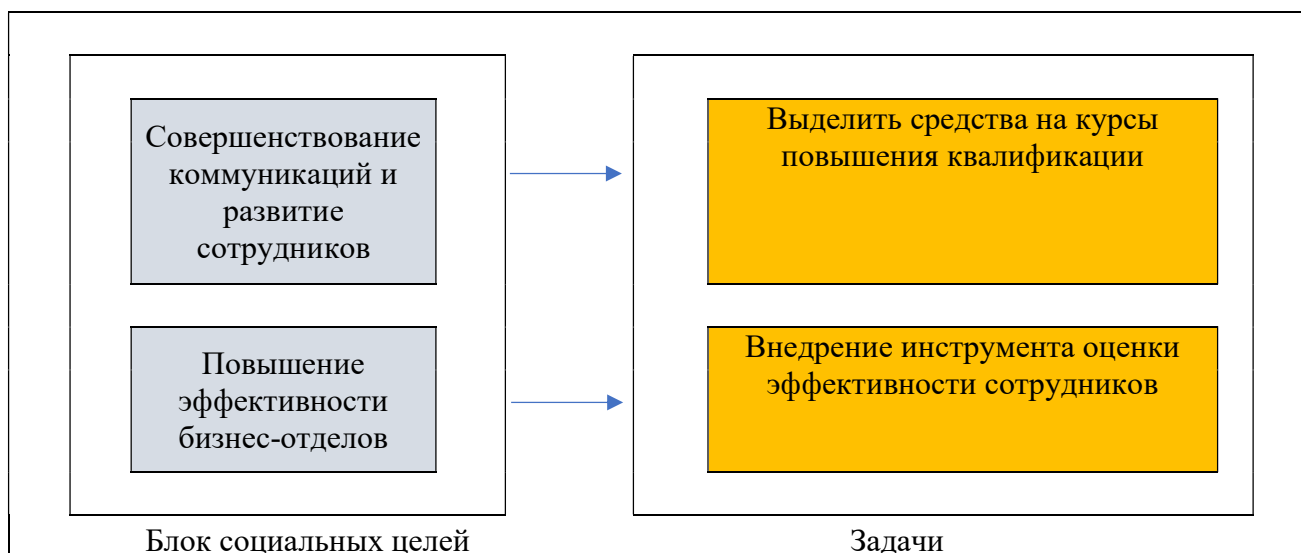 Совершенствование
коммуникаций и
развитие
сотрудников
Выделить средства на курсы
повышения квалификации
Повышение
эффективности
бизнес-отделов
Внедрение инструмента оценки
эффективности сотрудников
Блок социальных целей
Задачи